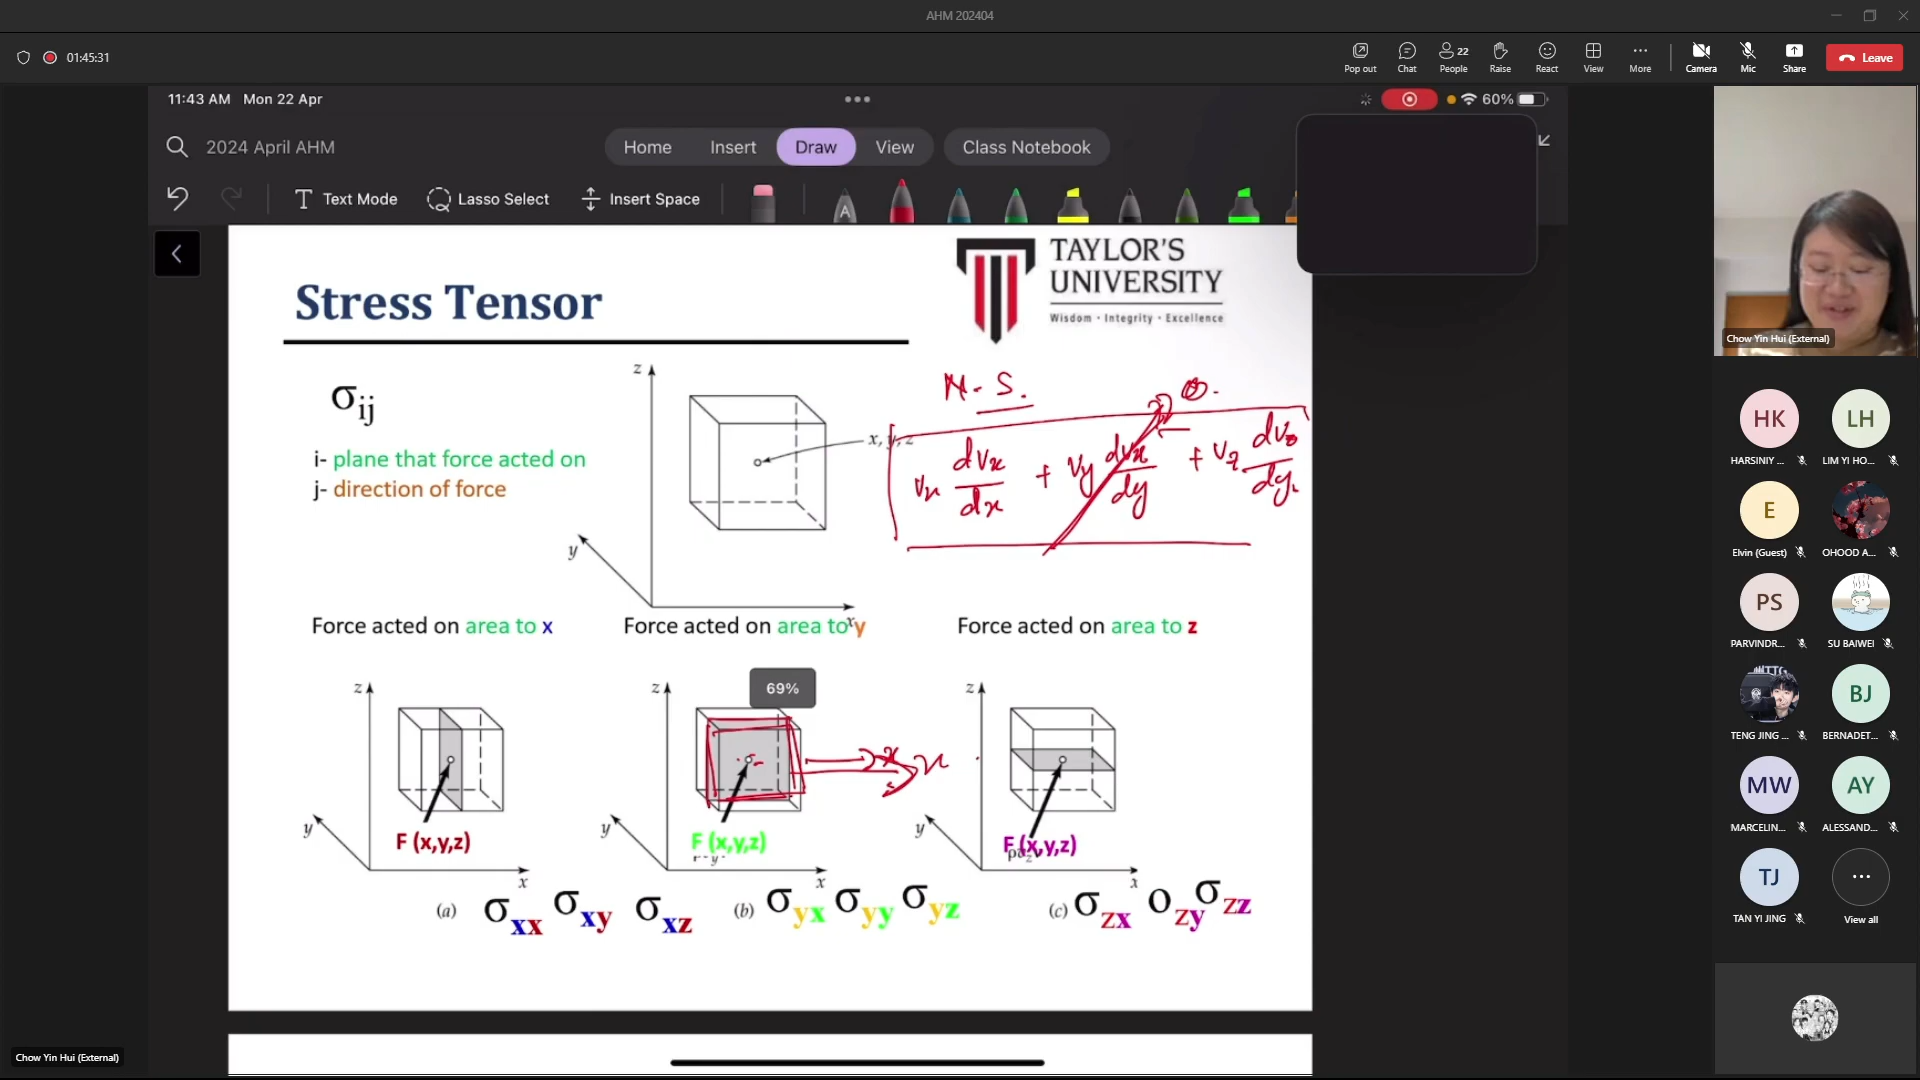 AHM 202404
01:45:31
Pop out
Chat
22
People
Raise
React
View
More
Camera
Mic
Share
Leave
11:43 AM Mon 22 Apr
60%
2024 April AHM
Home
Insert
Draw
View
Class Notebook
Text Mode
Lasso Select
Insert Space
TAYLOR'S
UNIVERSITY
Wisdom · Integrity · Excellence
Stress Tensor
σij
i- plane that force acted on
j- direction of force
z
x, y, z
y
x
N-S.
vx dvx/dx + vy dvx/dy
Force acted on area to x
Force acted on area to y
Force acted on area to z
69%
z
y
x
F (x,y,z)
z
y
x
F (x,y,z)
x
z
y
x
F (x,y,z)
(a) σxx σxy σxz
(b) σyx σyy σyz
(c) σzx σzy σzz
Chow Yin Hui (External)
HK
HARSINIY ...
LH
LIM YI HO...
E
Elvin (Guest)
OHOOD A...
PS
PARVINDR...
SU BAIWEI
TENG JING ...
BJ
BERNADET...
MW
MARCELIN...
AY
ALESSAND...
TJ
TAN YI JING
View all
Chow Yin Hui (External)